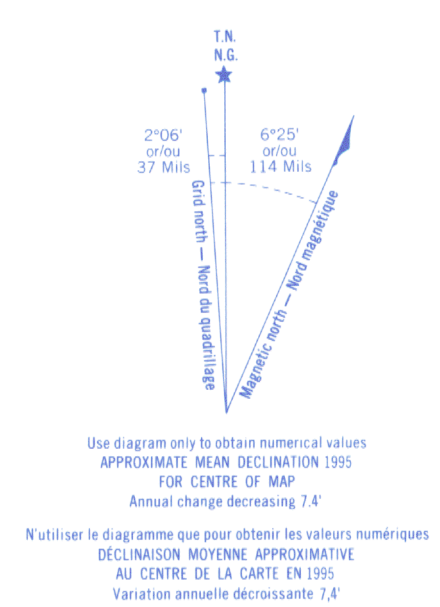 T.N.
N.G.
2°06'
or/ou
37 Mils
6°25'
or/ou
114 Mils
Grid north — Nord du quadrillage
Magnetic north — Nord magnétique
Use diagram only to obtain numerical values
APPROXIMATE MEAN DECLINATION 1995
FOR CENTRE OF MAP
Annual change decreasing 7.4'
N'utiliser le diagramme que pour obtenir les valeurs numériques
DÉCLINAISON MOYENNE APPROXIMATIVE
AU CENTRE DE LA CARTE EN 1995
Variation annuelle décroissante 7,4'